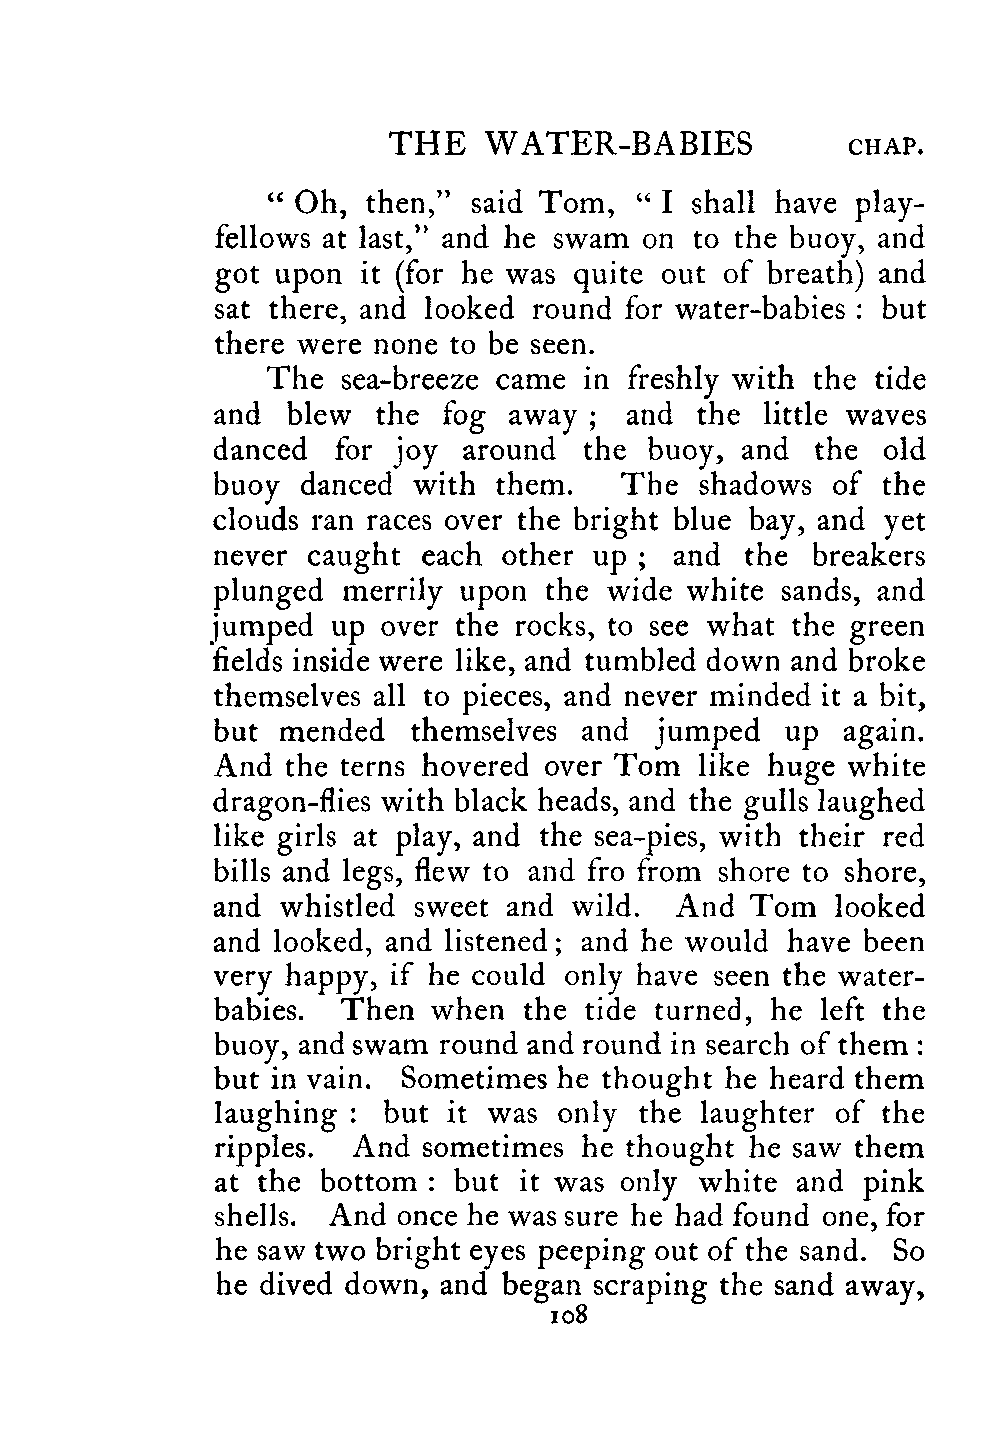 THE WATER-BABIES CHAP.
“ Oh, then,” said Tom, “ I shall have play-
fellows at last,” and he swam on to the buoy, and
got upon it (for he was quite out of breath) and
sat there, and looked round for water-babies : but
there were none to be seen.
The sea-breeze came in freshly with the tide
and blew the fog away ; and the little waves
danced for joy around the buoy, and the old
buoy danced with them. The shadows of the
clouds ran races over the bright blue bay, and yet
never caught each other up ; and the breakers
plunged merrily upon the wide white sands, and
jumped up over the rocks, to see what the green
fields inside were like, and tumbled down and broke
themselves all to pieces, and never minded it a bit,
but mended themselves and jumped up again.
And the terns hovered over Tom like huge white
dragon-flies with black heads, and the gulls laughed
like girls at play, and the sea-pies, with their red
bills and legs, flew to and fro from shore to shore,
and whistled sweet and wild. And Tom looked
and looked, and listened ; and he would have been
very happy, if he could only have seen the water-
babies. Then when the tide turned, he left the
buoy, and swam round and round in search of them :
but in vain. Sometimes he thought he heard them
laughing : but it was only the laughter of the
ripples. And sometimes he thought he saw them
at the bottom : but it was only white and pink
shells. And once he was sure he had found one, for
he saw two bright eyes peeping out of the sand. So
he dived down, and began scraping the sand away,
108